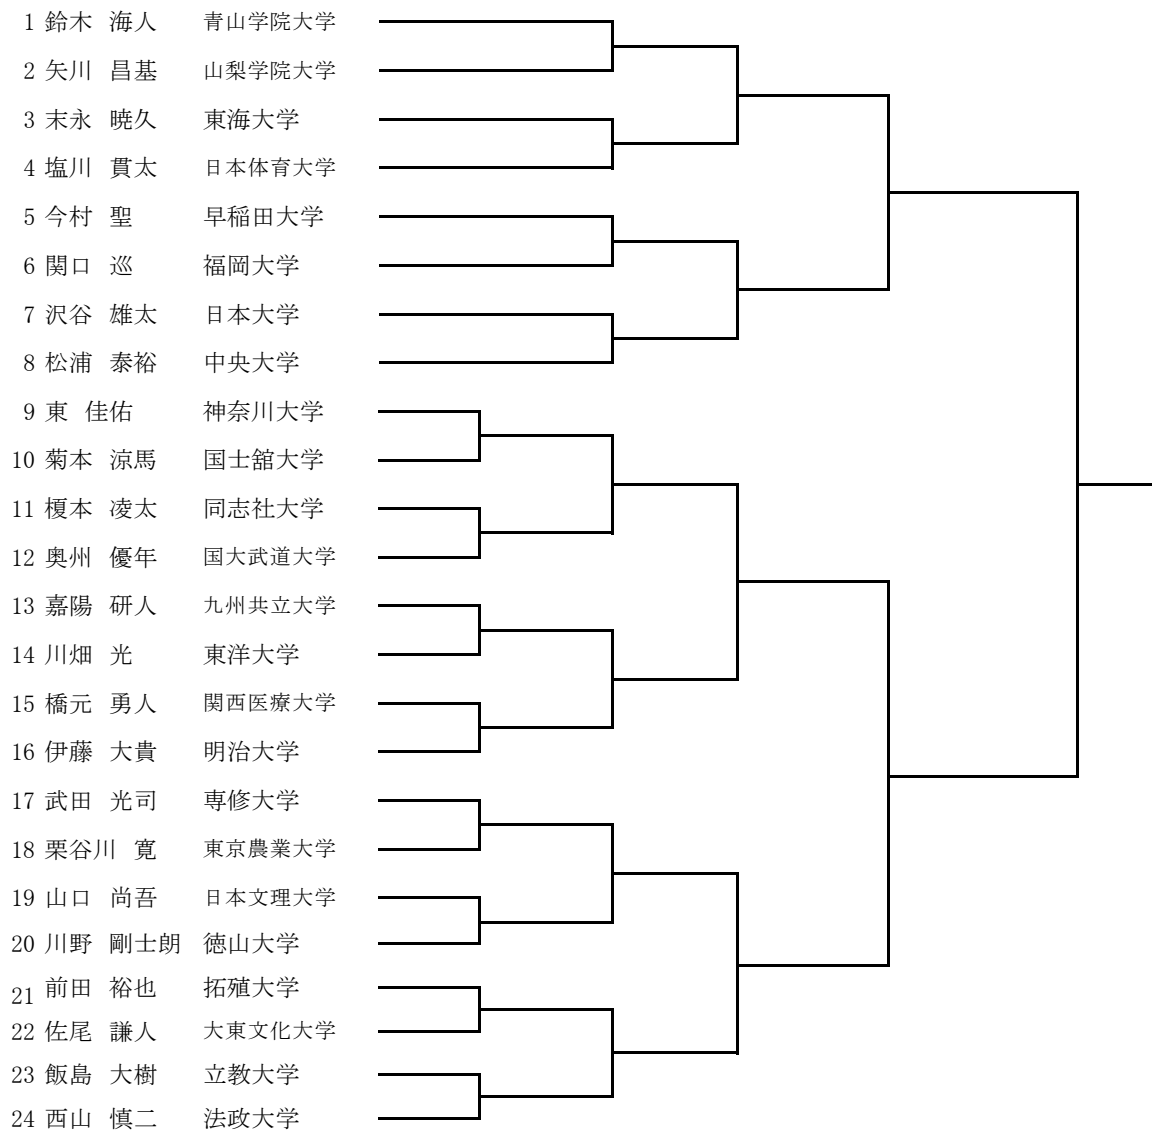 1 鈴木 海人 青山学院大学
2 矢川 昌基 山梨学院大学
3 末永 暁久 東海大学
4 塩川 貫太 日本体育大学
5 今村 聖 早稲田大学
6 関口 巡 福岡大学
7 沢谷 雄太 日本大学
8 松浦 泰裕 中央大学
9 東 佳佑 神奈川大学
10 菊本 涼馬 国士舘大学
11 榎本 凌太 同志社大学
12 奥州 優年 国大武道大学
13 嘉陽 研人 九州共立大学
14 川畑 光 東洋大学
15 橋元 勇人 関西医療大学
16 伊藤 大貴 明治大学
17 武田 光司 専修大学
18 栗谷川 寛 東京農業大学
19 山口 尚吾 日本文理大学
20 川野 剛士朗 徳山大学
21 前田 裕也 拓殖大学
22 佐尾 謙人 大東文化大学
23 飯島 大樹 立教大学
24 西山 慎二 法政大学